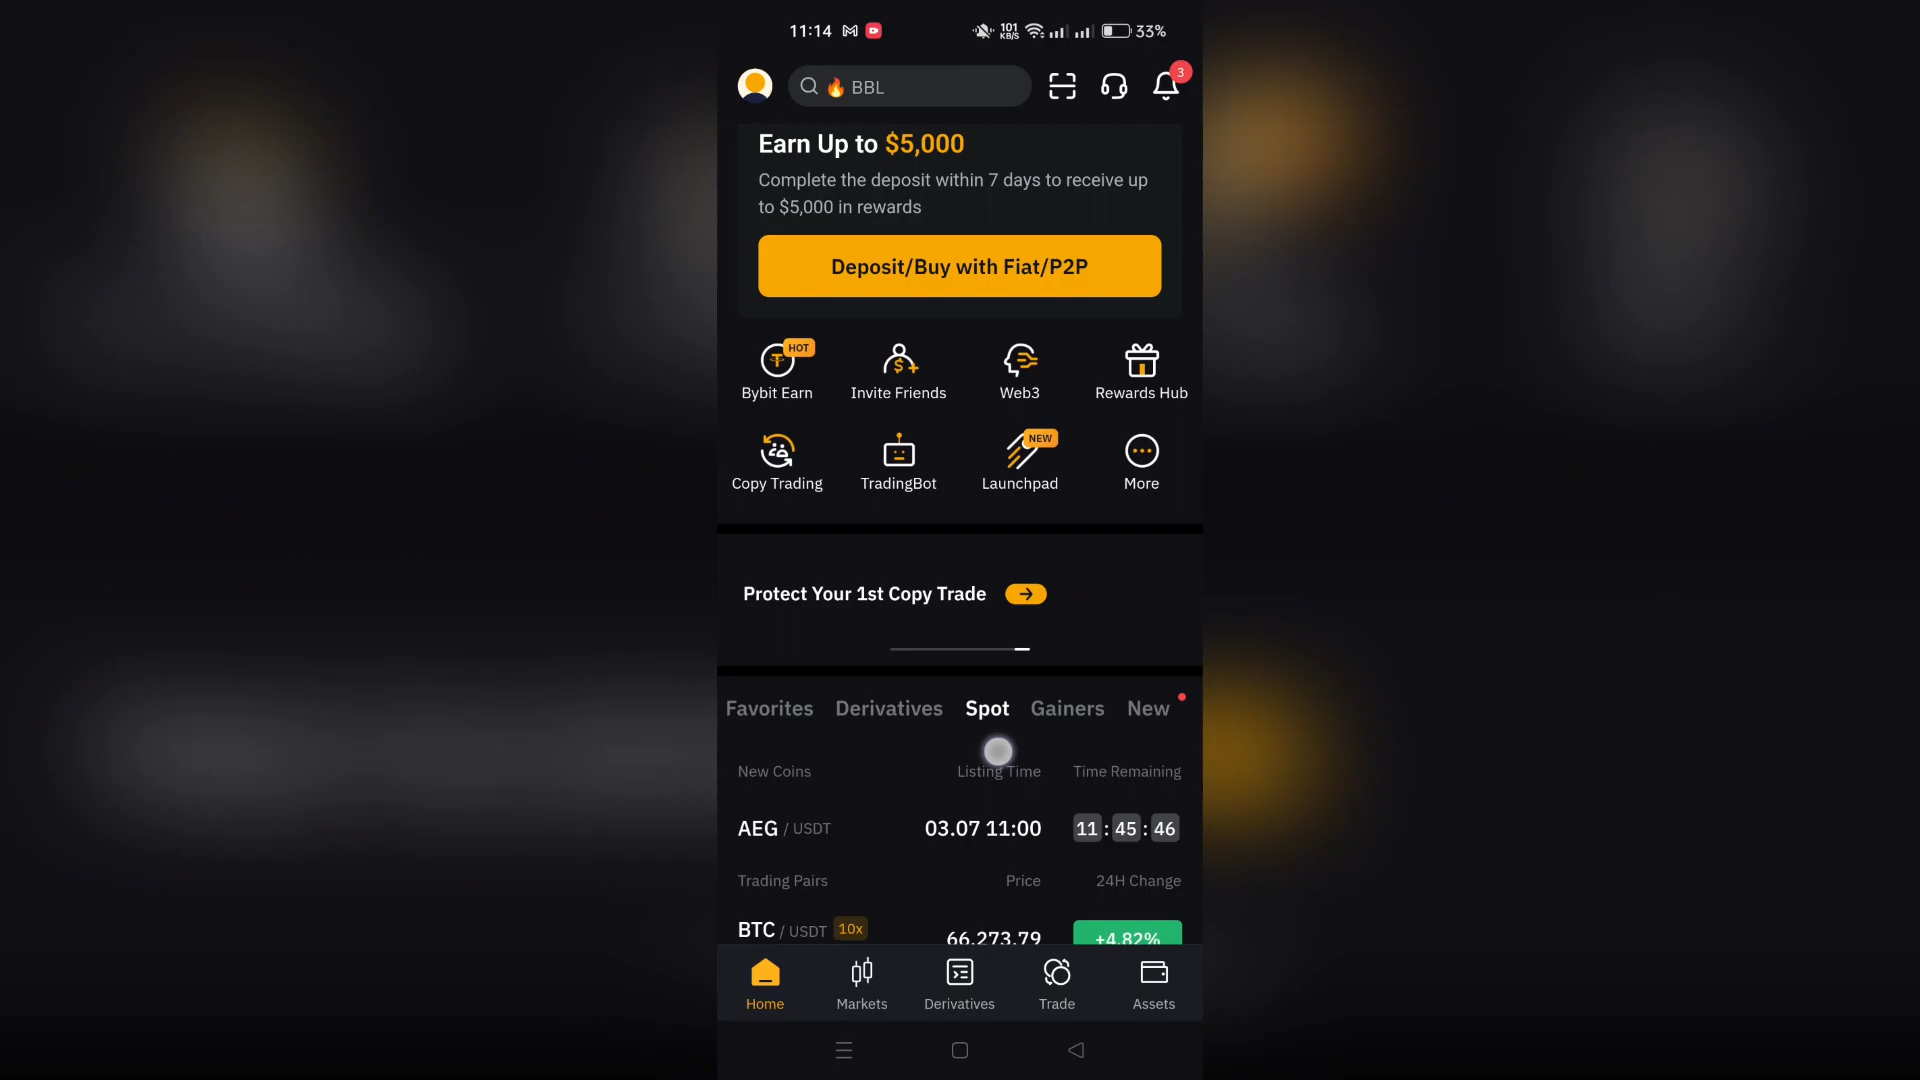 11:14 101 KB/S 33%
BBL 3
Earn Up to $5,000
Complete the deposit within 7 days to receive up
to $5,000 in rewards
Deposit/Buy with Fiat/P2P
HOT
Bybit Earn Invite Friends Web3 Rewards Hub
NEW
Copy Trading TradingBot Launchpad More
Protect Your 1st Copy Trade
Favorites Derivatives Spot Gainers New
New Coins Listing Time Time Remaining
AEG / USDT 03.07 11:00 11 : 45 : 46
Trading Pairs Price 24H Change
BTC / USDT 10x 66,273.79 +4.82%
Home Markets Derivatives Trade Assets